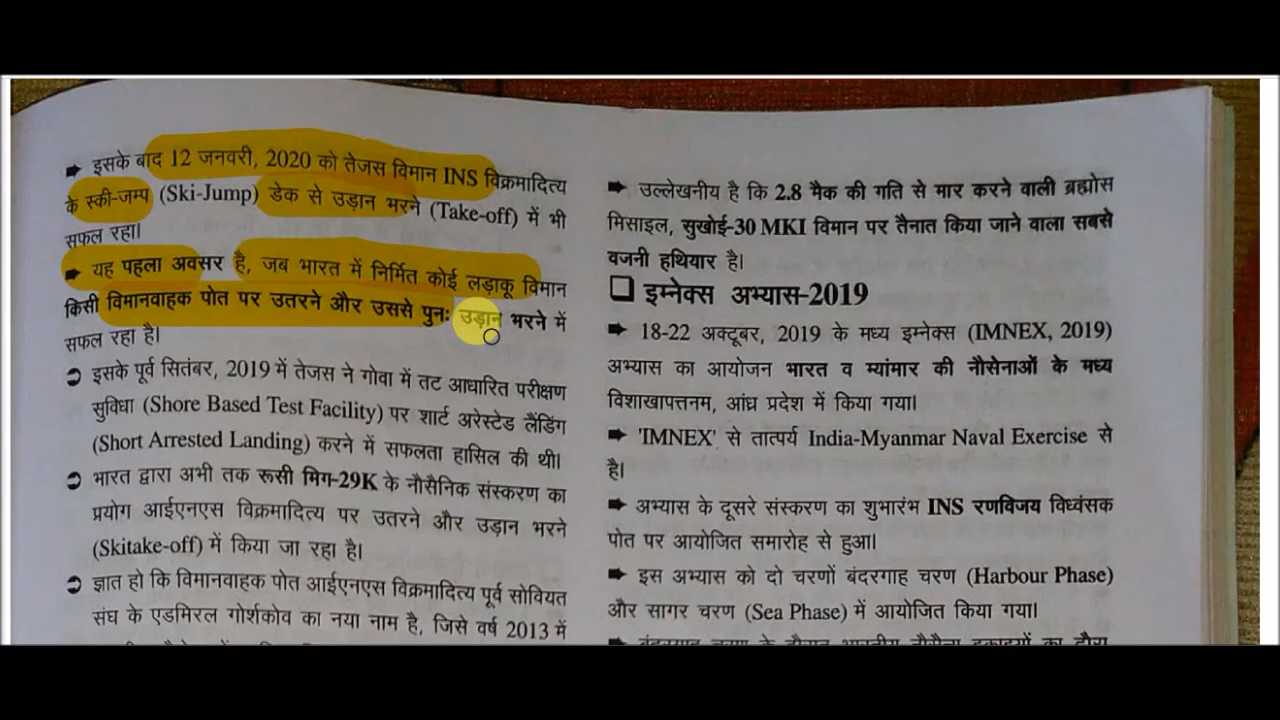 ➡ इसके बाद 12 जनवरी, 2020 को तेजस विमान INS विक्रमादित्य
के स्की-जम्प (Ski-Jump) डेक से उड़ान भरने (Take-off) में भी
सफल रहा।
➡ यह पहला अवसर है, जब भारत में निर्मित कोई लड़ाकू विमान
किसी विमानवाहक पोत पर उतरने और उससे पुनः उड़ान भरने में
सफल रहा है।
➲ इसके पूर्व सितंबर, 2019 में तेजस ने गोवा में तट आधारित परीक्षण
सुविधा (Shore Based Test Facility) पर शार्ट अरेस्टेड लैंडिंग
(Short Arrested Landing) करने में सफलता हासिल की थी।
➲ भारत द्वारा अभी तक रूसी मिग-29K के नौसैनिक संस्करण का
प्रयोग आईएनएस विक्रमादित्य पर उतरने और उड़ान भरने
(Skitake-off) में किया जा रहा है।
➲ ज्ञात हो कि विमानवाहक पोत आईएनएस विक्रमादित्य पूर्व सोवियत
संघ के एडमिरल गोर्शकोव का नया नाम है, जिसे वर्ष 2013 में
➡ उल्लेखनीय है कि 2.8 मैक की गति से मार करने वाली ब्रह्मोस
मिसाइल, सुखोई-30 MKI विमान पर तैनात किया जाने वाला सबसे
वजनी हथियार है।
❑ इम्नेक्स अभ्यास-2019
➡ 18-22 अक्टूबर, 2019 के मध्य इम्नेक्स (IMNEX, 2019)
अभ्यास का आयोजन भारत व म्यांमार की नौसेनाओं के मध्य
विशाखापत्तनम, आंध्र प्रदेश में किया गया।
➡ 'IMNEX' से तात्पर्य India-Myanmar Naval Exercise से
है।
➡ अभ्यास के दूसरे संस्करण का शुभारंभ INS रणविजय विध्वंसक
पोत पर आयोजित समारोह से हुआ।
➡ इस अभ्यास को दो चरणों बंदरगाह चरण (Harbour Phase)
और सागर चरण (Sea Phase) में आयोजित किया गया।